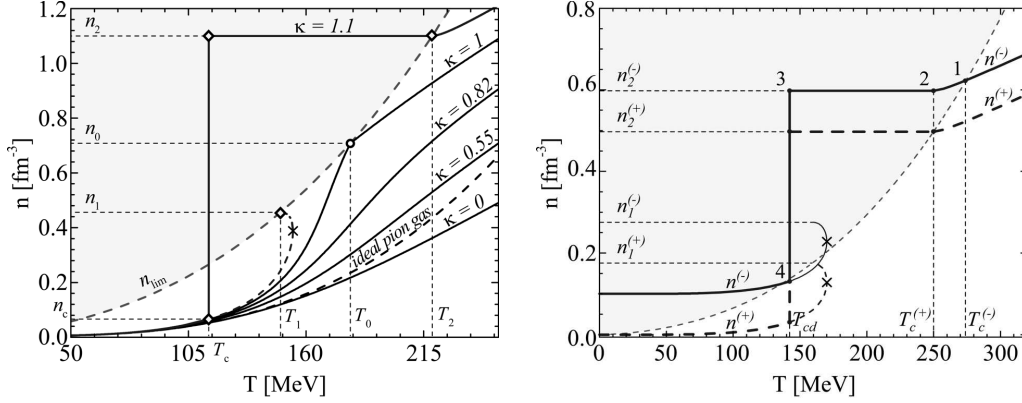 1.2
1.0
0.8
0.6
0.4
0.2
0.0
n [fm⁻³]
n₂
n₀
n₁
n_c
n_lim
κ = 1.1
κ = 1
κ = 0.82
κ = 0.55
ideal pion gas
κ = 0
T_c
T₁
T₀
T₂
50
105
160
215
T [MeV]
0.8
0.6
0.4
0.2
0.0
n [fm⁻³]
n₂⁽⁻⁾
n₂⁽⁺⁾
n₁⁽⁻⁾
n₁⁽⁺⁾
3
2
1
n⁽⁻⁾
n⁽⁺⁾
4
n⁽⁻⁾
n⁽⁺⁾
T_cd
T_c⁽⁺⁾
T_c⁽⁻⁾
0
50
100
150
200
250
300
T [MeV]